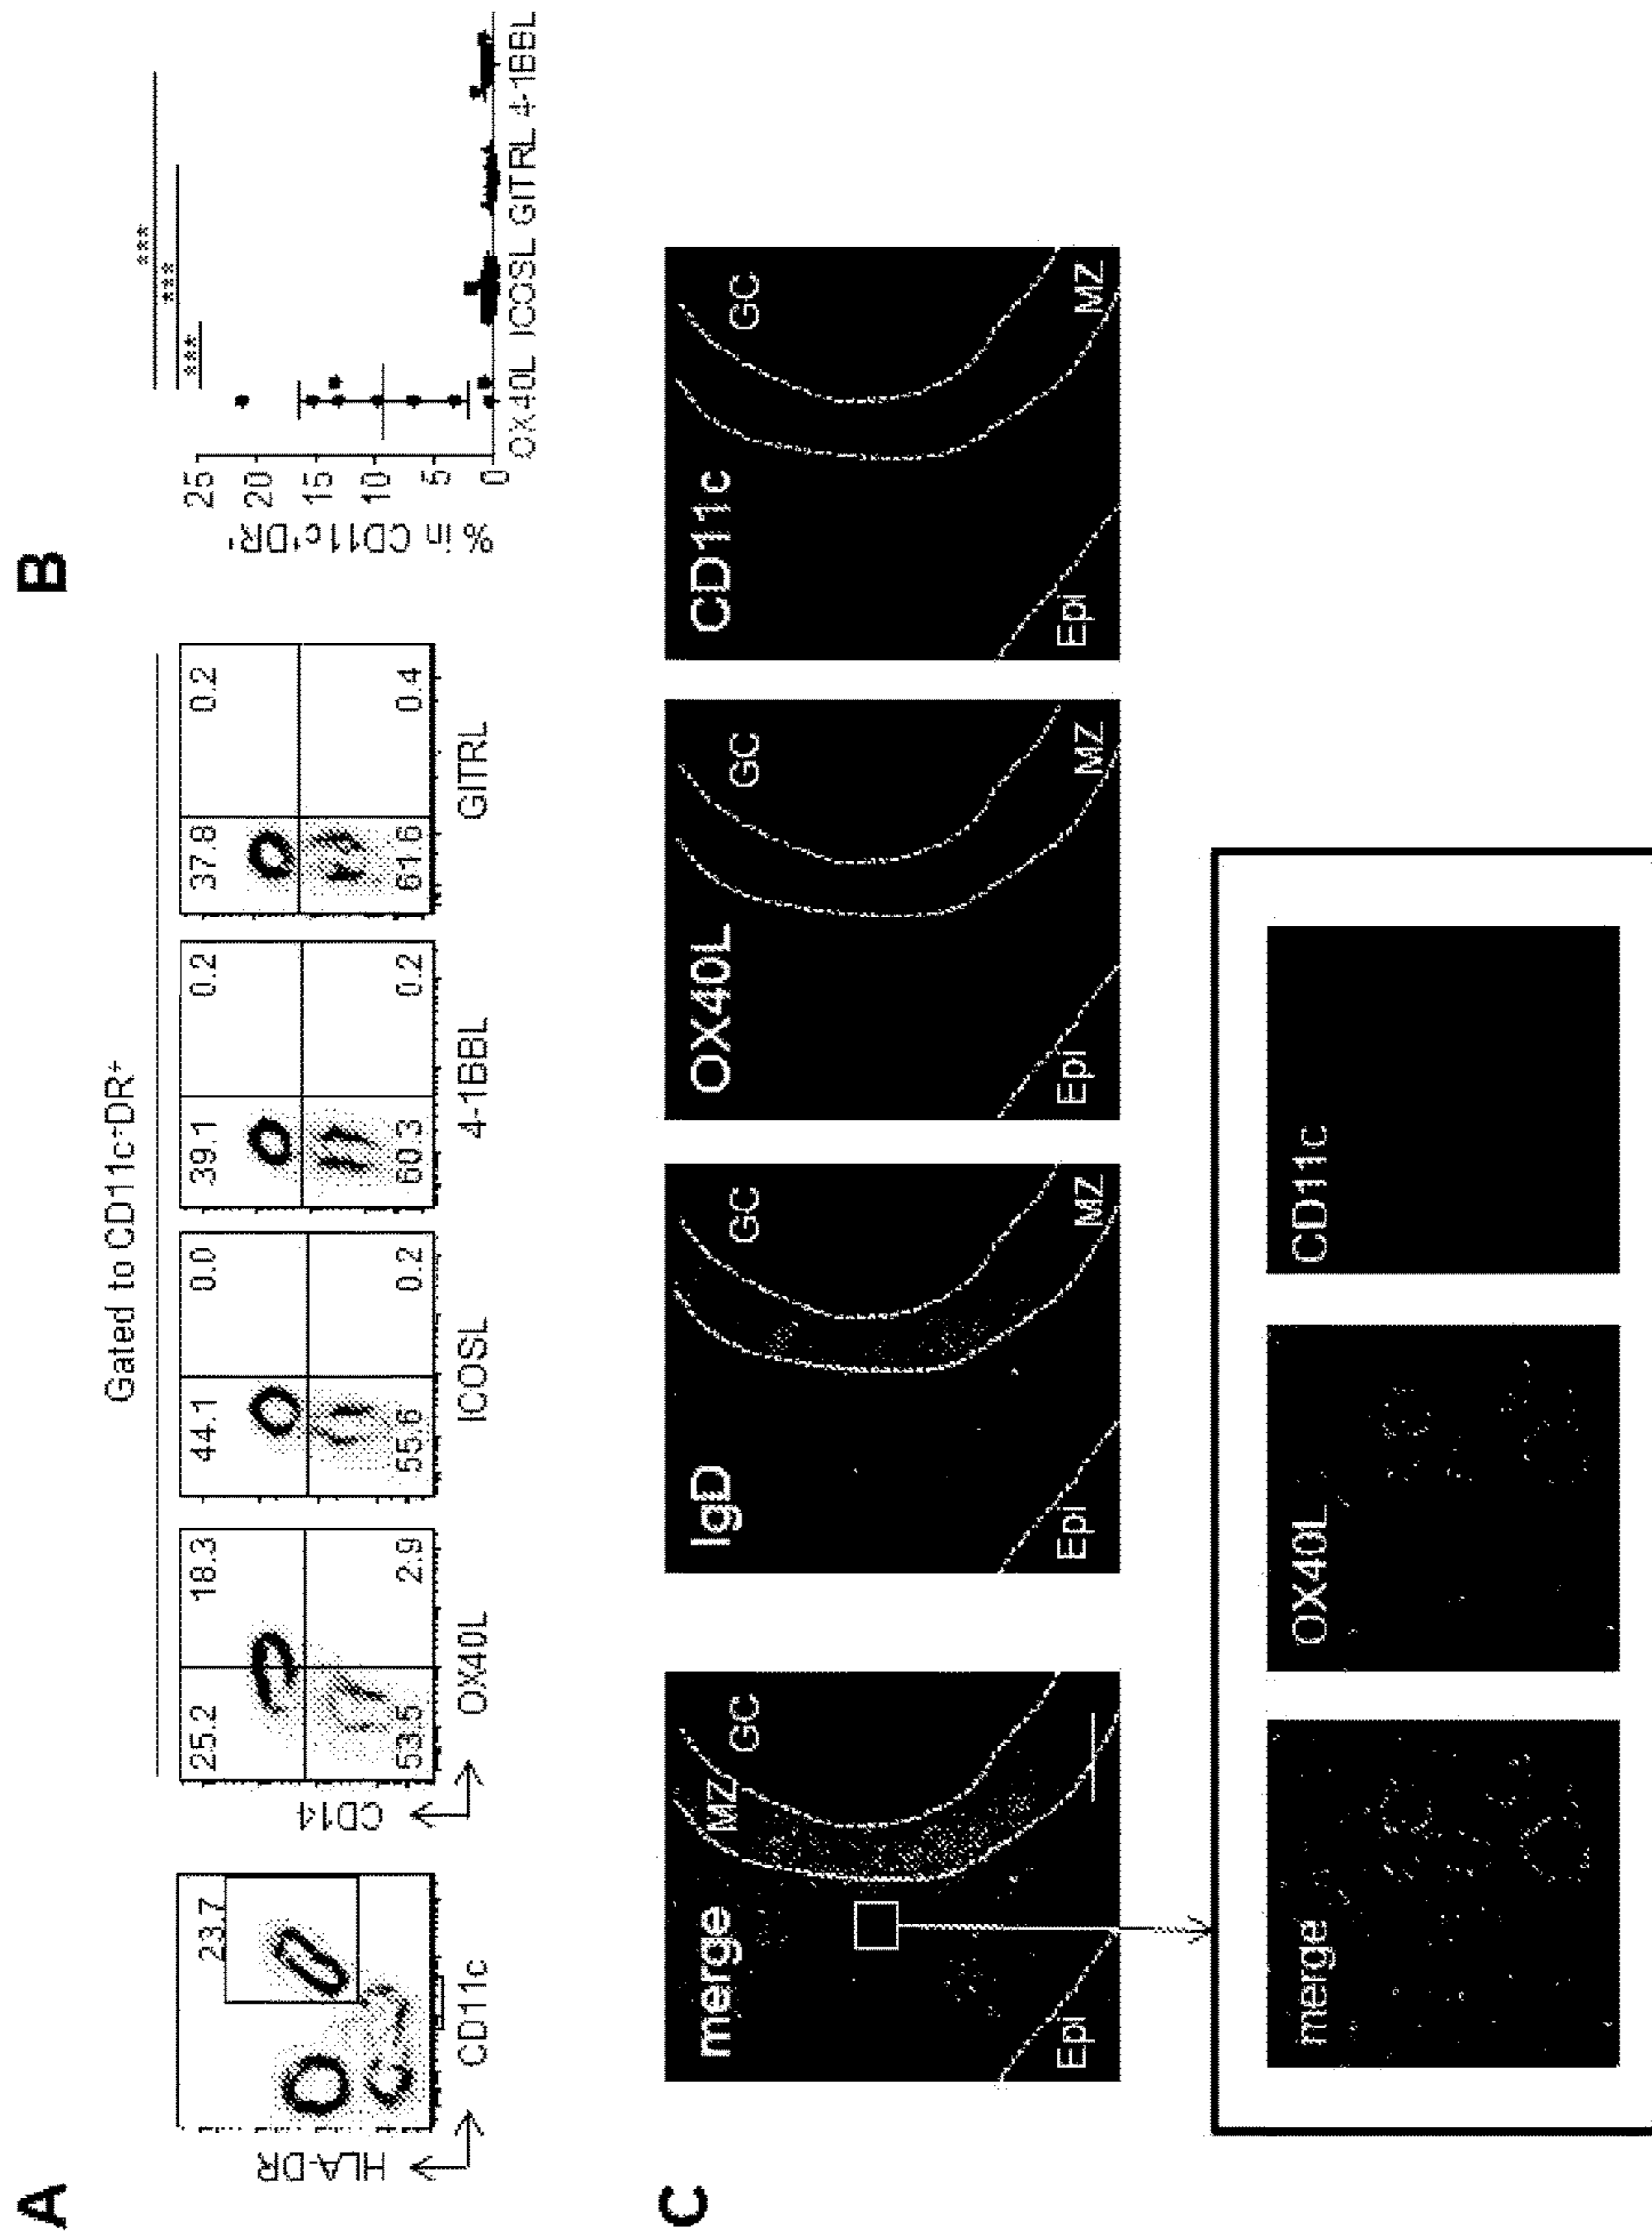 A
Gated to CD11c⁺DR⁺
23.7
HLA-DR
CD11c
25.2 18.3
53.5 2.9
CD14
OX40L
44.1 0.0
55.6 0.2
ICOSL
39.1 0.2
60.3 0.2
4-1BBL
37.8 0.2
61.6 0.4
GITRL
B
*** 
***
***
25
20
15
10
5
0
% in CD11c⁺DR⁺
OX40L ICOSL GITRL 4-1BBL
C
merge
MZ
GC
Epi
IgD
GC
MZ
Epi
OX40L
GC
MZ
Epi
CD11c
GC
MZ
Epi
merge
OX40L
CD11c